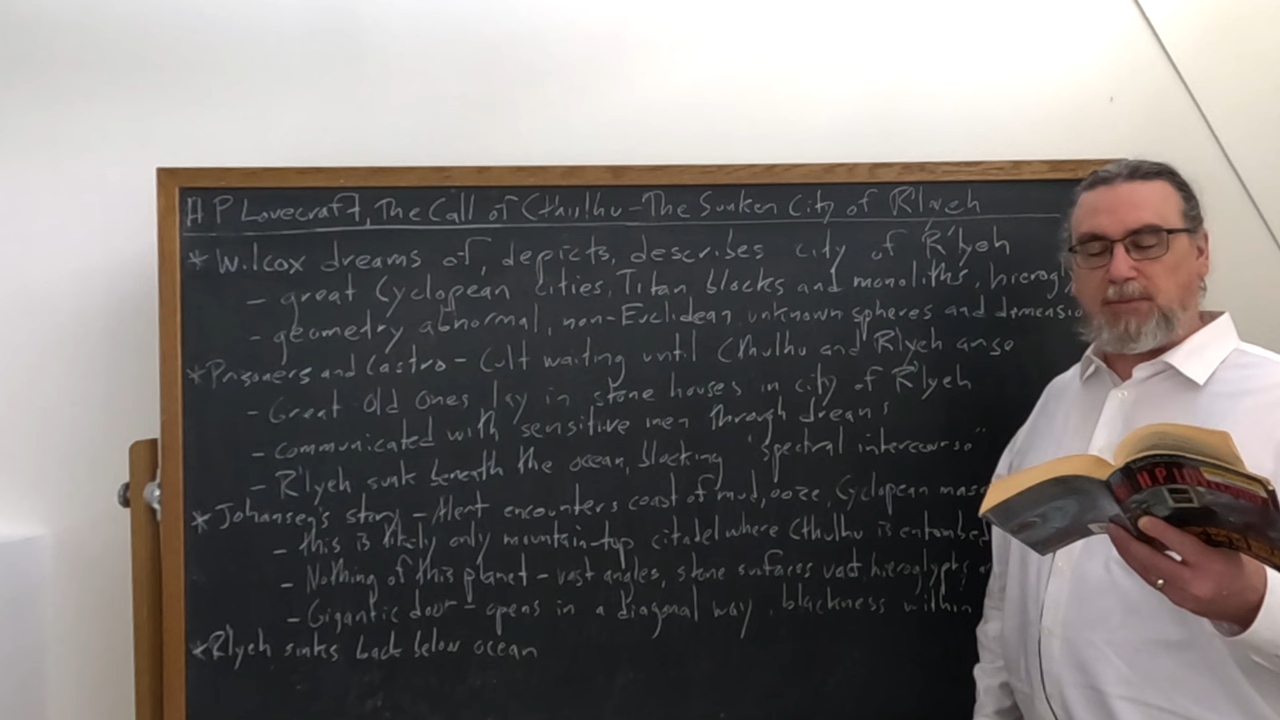 H P Lovecraft, The Call of Cthulhu - The Sunken City of R'lyeh
* Wilcox dreams of, depicts, describes city of R'lyeh
- great Cyclopean cities, Titan blocks and monoliths, hierogly
- geometry abnormal, non-Euclidean unknown spheres and dimensio
* Prisoners and Castro - Cult waiting until Cthulhu and R'lyeh arise
- Great Old Ones lay in stone houses in city of R'lyeh
- communicated with sensitive men through dreams
- R'lyeh sunk beneath the ocean, blocking "spectral intercourse"
* Johansen's story - Alert encounters coast of mud, ooze, Cyclopean maso
- this is likely only mountain-top citadel where Cthulhu is entombed
- Nothing of this planet - vast angles, stone surfaces vast, hieroglyphs
- Gigantic door - opens in a diagonal way, blackness within
* R'lyeh sinks back below ocean
H P LOVECRAFT